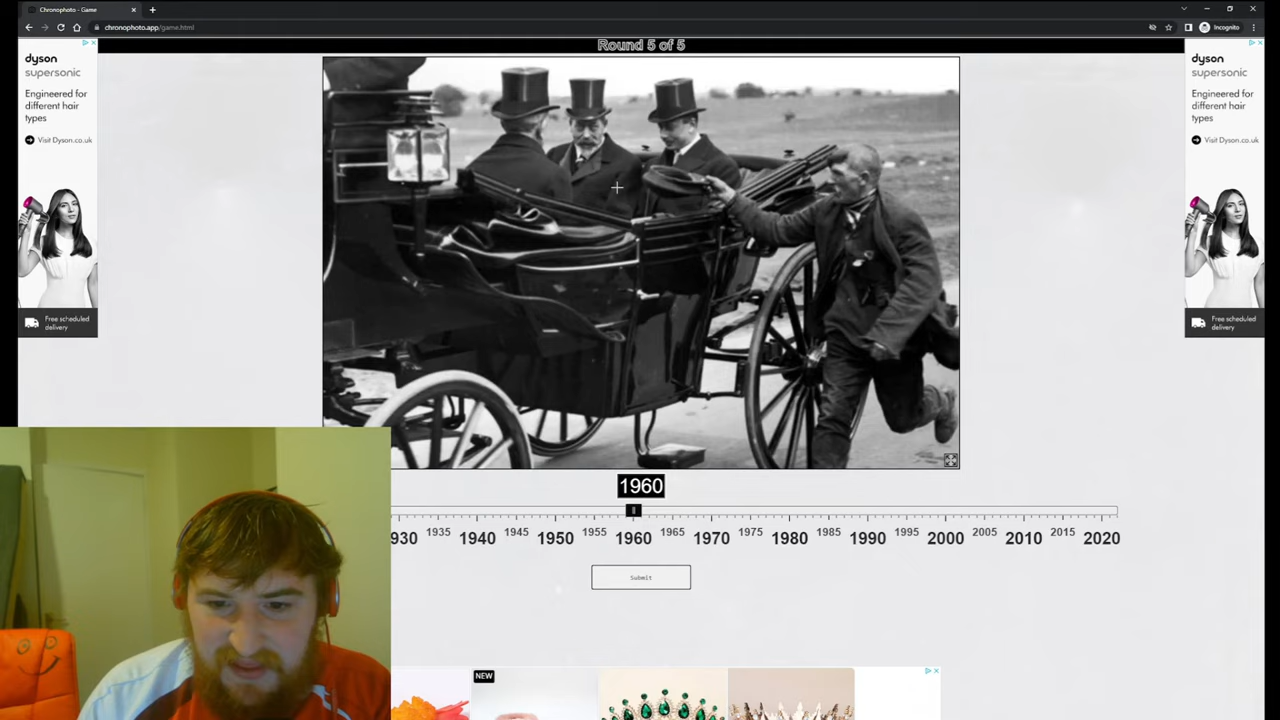 Chronophoto - Game
chronophoto.app/game.html
Incognito
Round 5 of 5
dyson
supersonic
Engineered for
different hair
types
Visit Dyson.co.uk
Free scheduled
delivery
dyson
supersonic
Engineered for
different hair
types
Visit Dyson.co.uk
Free scheduled
delivery
1960
930 1935 1940 1945 1950 1955 1960 1965 1970 1975 1980 1985 1990 1995 2000 2005 2010 2015 2020
Submit
NEW